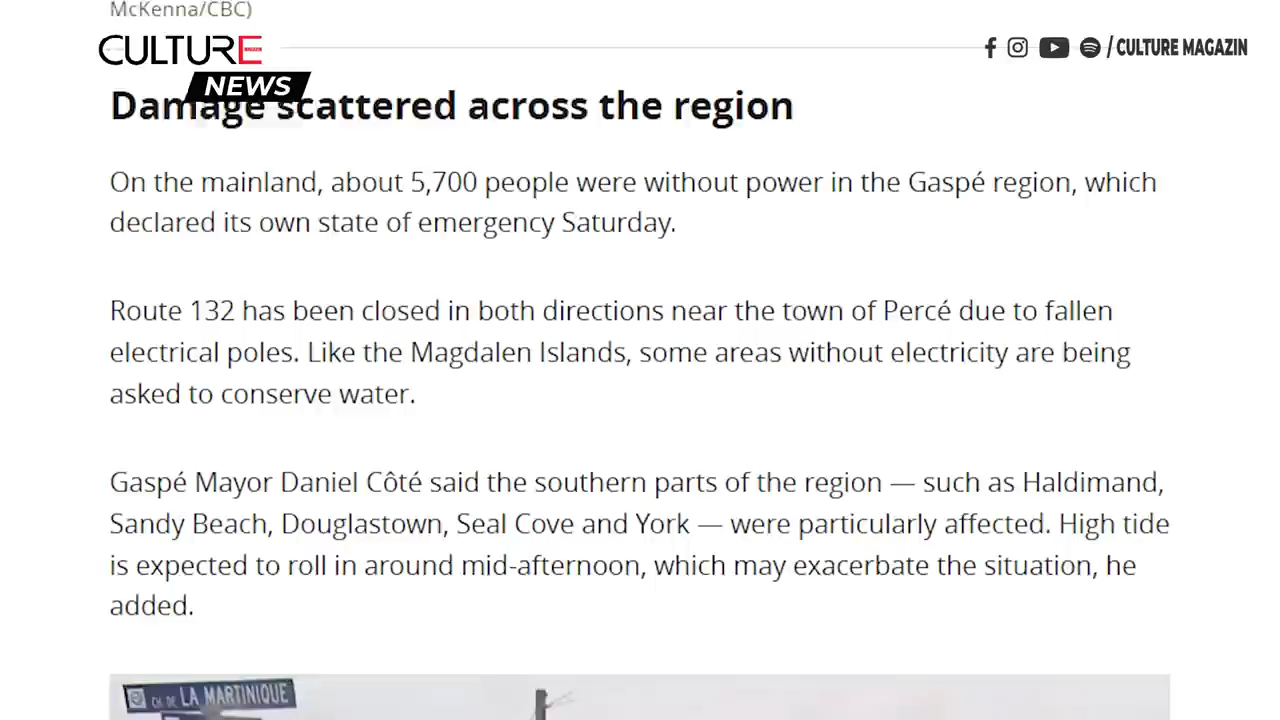 McKenna/CBC)
CULTURE
NEWS
/ CULTURE MAGAZIN
Damage scattered across the region
On the mainland, about 5,700 people were without power in the Gaspé region, which
declared its own state of emergency Saturday.
Route 132 has been closed in both directions near the town of Percé due to fallen
electrical poles. Like the Magdalen Islands, some areas without electricity are being
asked to conserve water.
Gaspé Mayor Daniel Côté said the southern parts of the region — such as Haldimand,
Sandy Beach, Douglastown, Seal Cove and York — were particularly affected. High tide
is expected to roll in around mid-afternoon, which may exacerbate the situation, he
added.
CH. DE LA MARTINIQUE